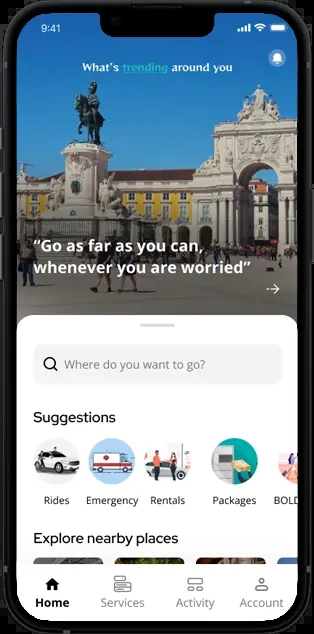 9:41
What's trending around you
“Go as far as you can,
whenever you are worried”
Where do you want to go?
Suggestions
Rides Emergency Rentals Packages BOLD
Explore nearby places
Home Services Activity Account